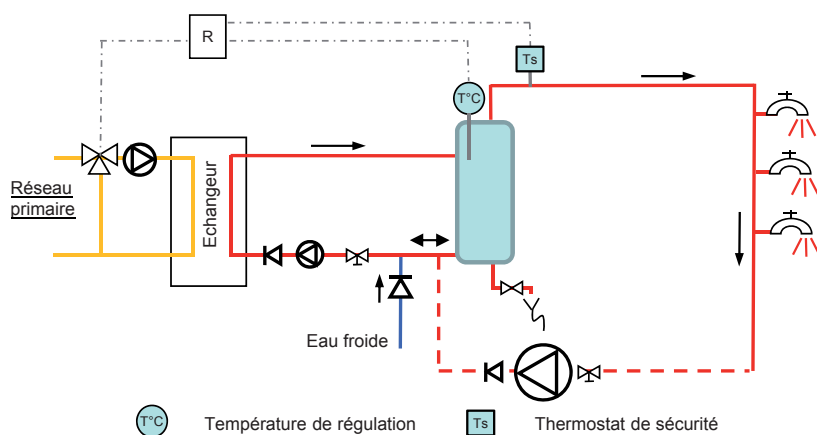 R
Ts
T°C
Réseau
primaire
Echangeur
Eau froide
T°C Température de régulation
Ts Thermostat de sécurité